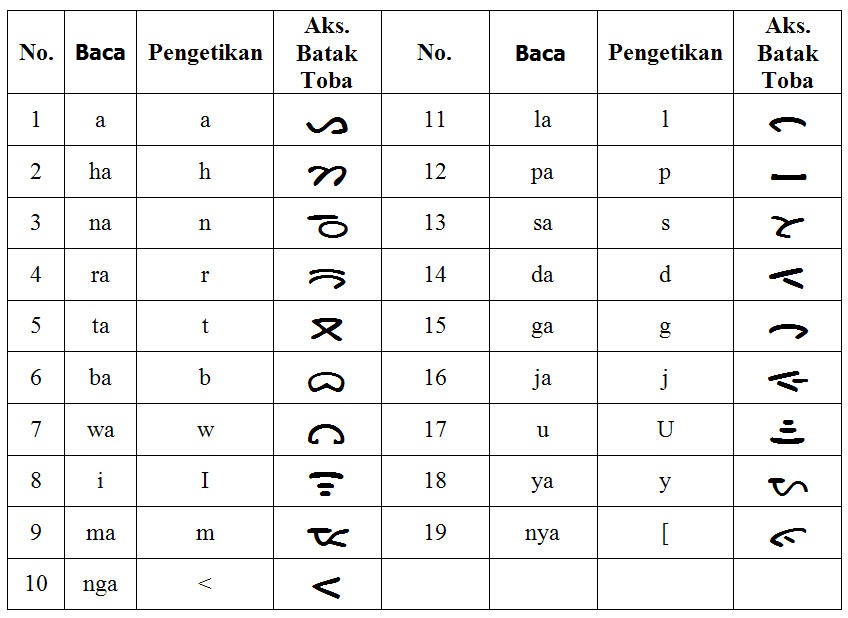 No. Baca Pengetikan Aks. Batak Toba No. Baca Pengetikan Aks. Batak Toba
1 a a ᯀ 11 la l ᯞ
2 ha h ᯂ 12 pa p ᯇ
3 na n ᯉ 13 sa s ᯘ
4 ra r ᯒ 14 da d ᯑ
5 ta t ᯖ 15 ga g ᯎ
6 ba b ᯅ 16 ja j ᯐ
7 wa w ᯋ 17 u U ᯥ
8 i I ᯤ 18 ya y ᯛ
9 ma m ᯔ 19 nya [ ᯠ
10 nga < ᯝ